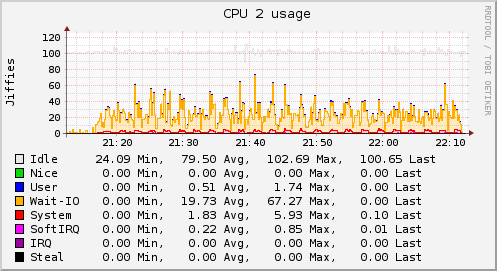 CPU 2 usage
RRDTOOL / TOBI OETIKER
Jiffies
120
100
80
60
40
20
0
21:20 21:30 21:40 21:50 22:00 22:10
Idle 24.09 Min, 79.50 Avg, 102.69 Max, 100.65 Last
Nice 0.00 Min, 0.00 Avg, 0.00 Max, 0.00 Last
User 0.00 Min, 0.51 Avg, 1.74 Max, 0.00 Last
Wait-IO 0.00 Min, 19.73 Avg, 67.27 Max, 0.00 Last
System 0.00 Min, 1.83 Avg, 5.93 Max, 0.10 Last
SoftIRQ 0.00 Min, 0.22 Avg, 0.85 Max, 0.01 Last
IRQ 0.00 Min, 0.00 Avg, 0.00 Max, 0.00 Last
Steal 0.00 Min, 0.00 Avg, 0.00 Max, 0.00 Last